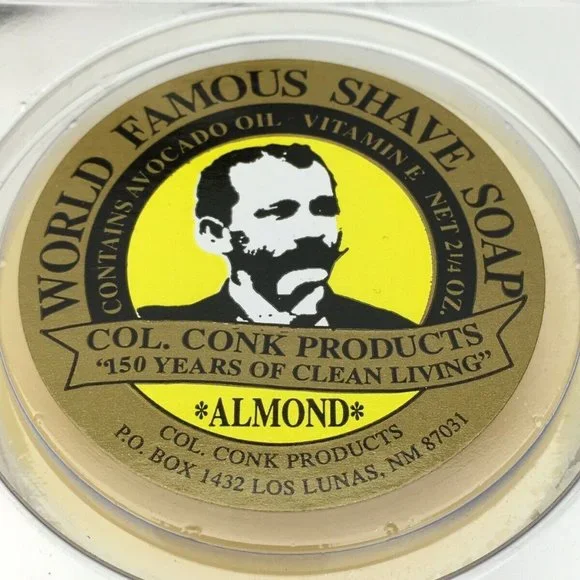 WORLD FAMOUS SHAVE SOAP
CONTAINS AVOCADO OIL VITAMIN E NET 2 1/4 OZ.
COL. CONK PRODUCTS
"150 YEARS OF CLEAN LIVING"
*ALMOND*
COL. CONK PRODUCTS
P.O. BOX 1432 LOS LUNAS, NM 87031